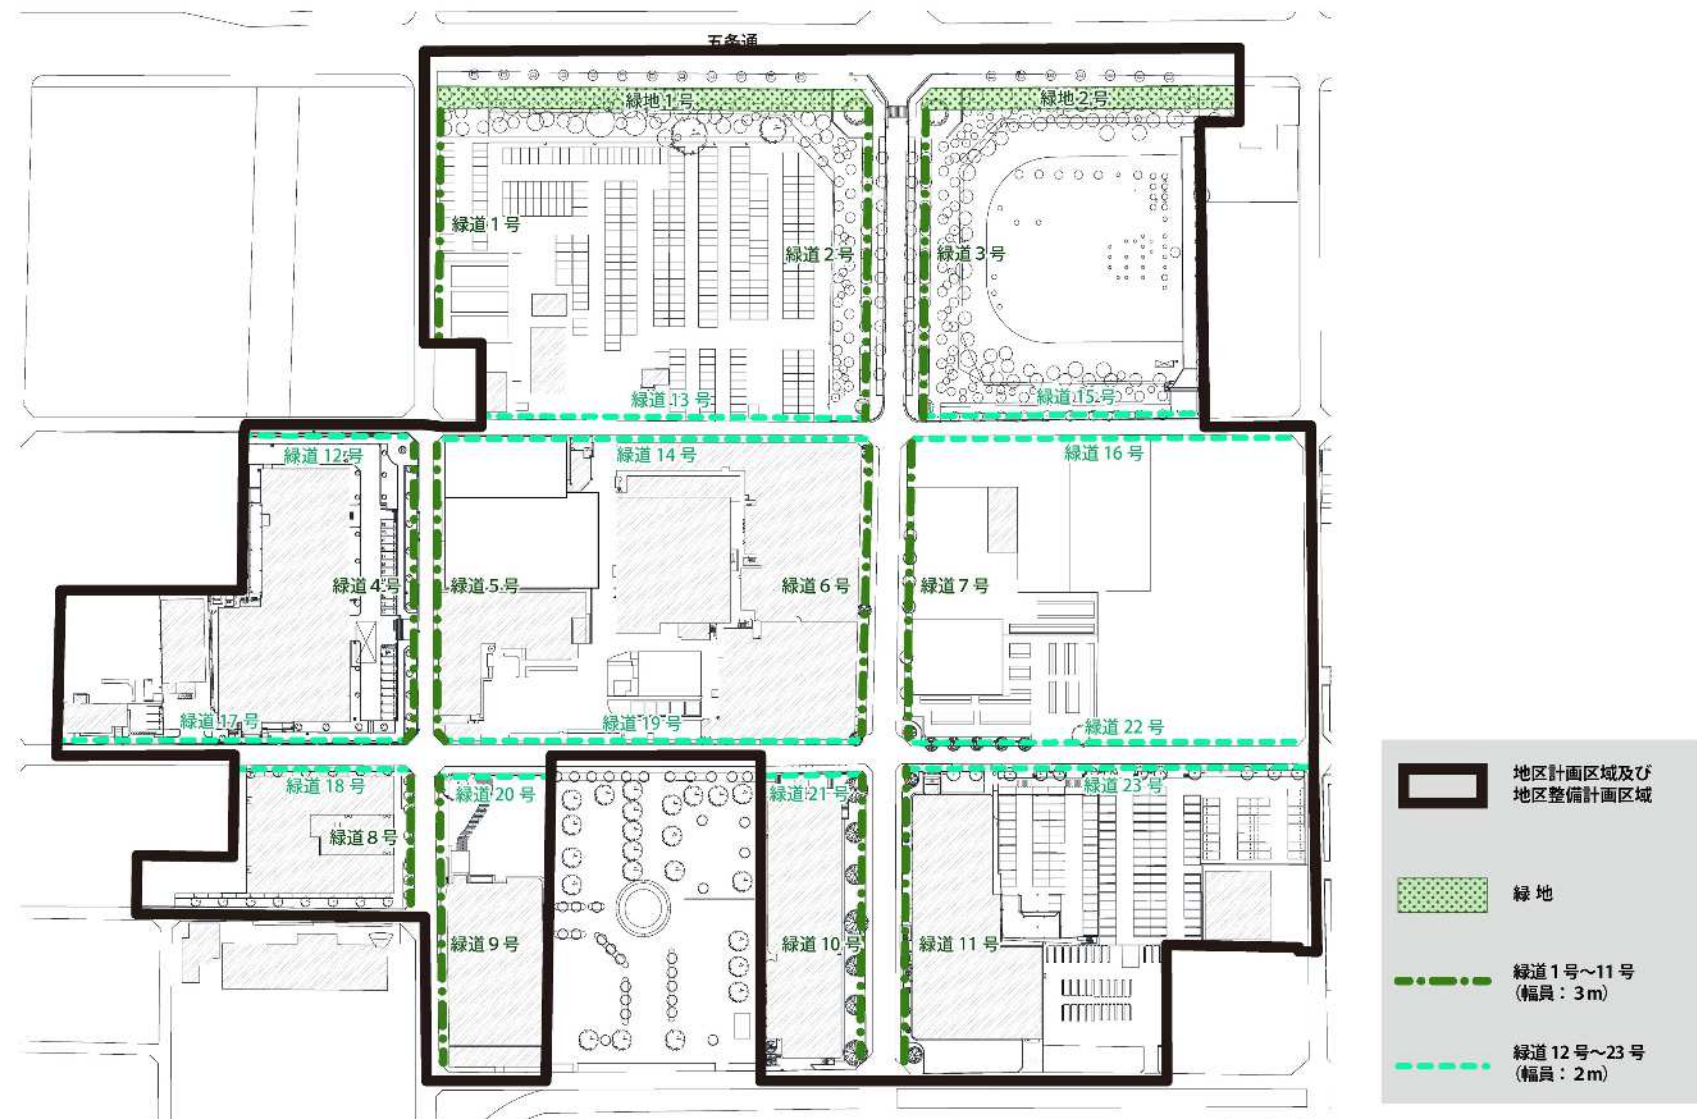 五条通
緑地1号
緑地2号
緑道1号
緑道2号
緑道3号
緑道13号
緑道15号
緑道12号
緑道14号
緑道16号
緑道4号
緑道5号
緑道6号
緑道7号
緑道17号
緑道19号
緑道22号
緑道18号
緑道20号
緑道21号
緑道23号
緑道8号
緑道9号
緑道10号
緑道11号
地区計画区域及び
地区整備計画区域
緑 地
緑道1号~11号
(幅員:3m)
緑道12号~23号
(幅員:2m)